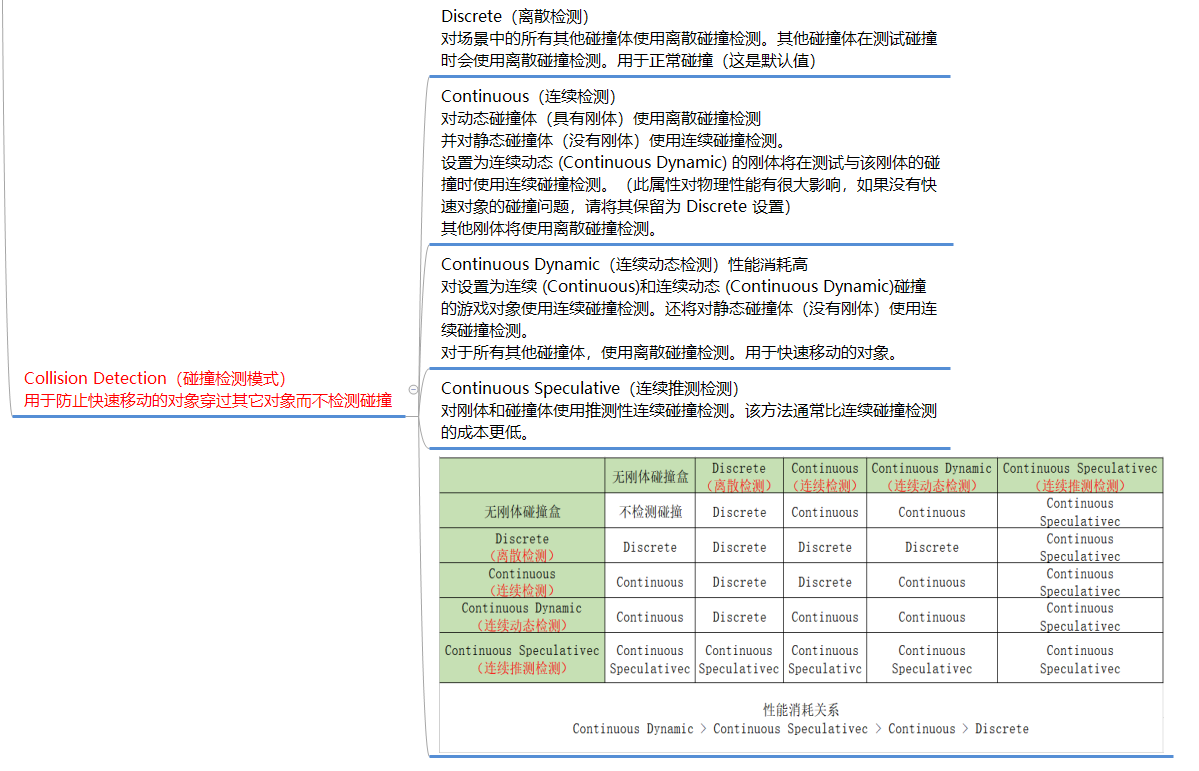 Discrete（离散检测）
对场景中的所有其他碰撞体使用离散碰撞检测。其他碰撞体在测试碰撞
时会使用离散碰撞检测。用于正常碰撞（这是默认值）
Continuous（连续检测）
对动态碰撞体（具有刚体）使用离散碰撞检测
并对静态碰撞体（没有刚体）使用连续碰撞检测。
设置为连续动态 (Continuous Dynamic) 的刚体将在测试与该刚体的碰
撞时使用连续碰撞检测。（此属性对物理性能有很大影响，如果没有快
速对象的碰撞问题，请将其保留为 Discrete 设置）
其他刚体将使用离散碰撞检测。
Continuous Dynamic（连续动态检测）性能消耗高
对设置为连续 (Continuous)和连续动态 (Continuous Dynamic)碰撞
的游戏对象使用连续碰撞检测。还将对静态碰撞体（没有刚体）使用连
续碰撞检测。
对于所有其他碰撞体，使用离散碰撞检测。用于快速移动的对象。
Collision Detection（碰撞检测模式）
用于防止快速移动的对象穿过其它对象而不检测碰撞
Continuous Speculative（连续推测检测）
对刚体和碰撞体使用推测性连续碰撞检测。该方法通常比连续碰撞检测
的成本更低。
无刚体碰撞盒 Discrete Continuous Continuous Dynamic Continuous Speculativec
（离散检测） （连续检测） （连续动态检测） （连续推测检测）
无刚体碰撞盒 不检测碰撞 Discrete Continuous Continuous Continuous
Speculativec
Discrete
（离散检测） Discrete Discrete Discrete Discrete Continuous
Speculativec
Continuous
（连续检测） Continuous Discrete Discrete Continuous Continuous
Speculativec
Continuous Dynamic
（连续动态检测） Continuous Discrete Continuous Continuous Continuous
Speculativec
Continuous Speculativec Continuous Continuous Continuous Continuous Continuous
（连续推测检测） Speculativec Speculativec Speculativc Speculativec Speculativec
性能消耗关系
Continuous Dynamic > Continuous Speculativec > Continuous > Discrete